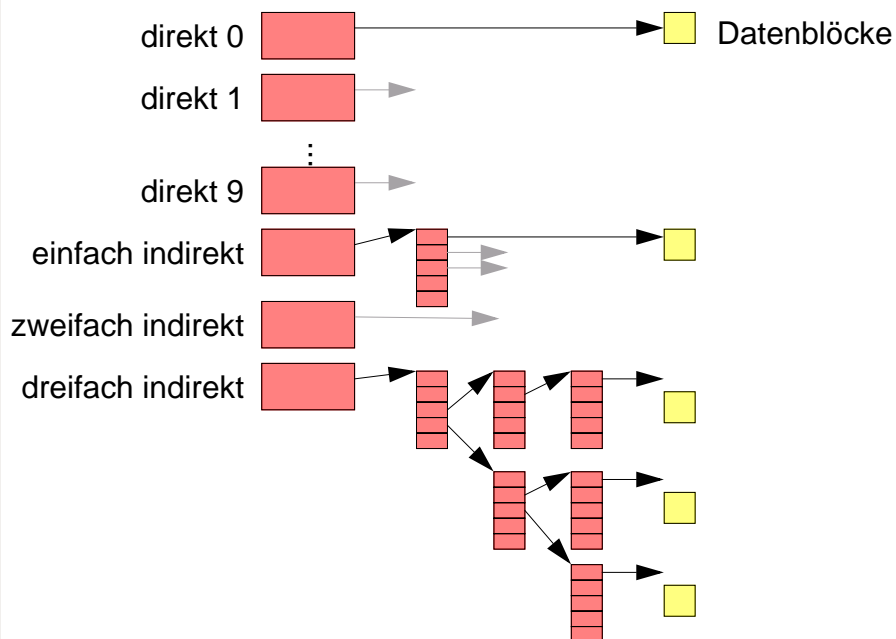 direkt 0
Datenblöcke
direkt 1
...
direkt 9
einfach indirekt
zweifach indirekt
dreifach indirekt